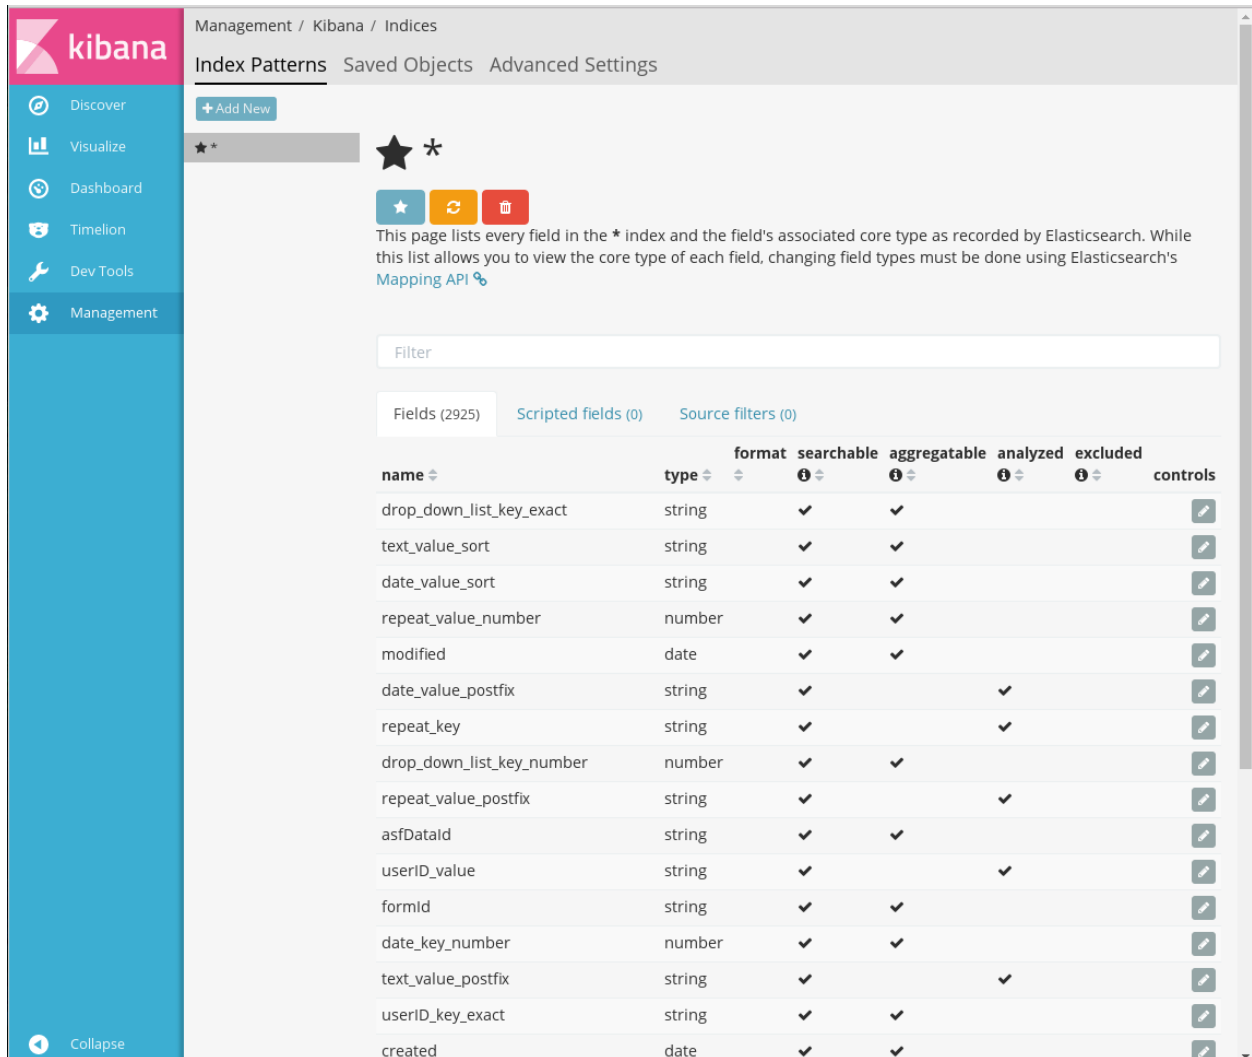 kibana
Discover
Visualize
Dashboard
Timelion
Dev Tools
Management
Collapse
Management / Kibana / Indices
Index Patterns Saved Objects Advanced Settings
+ Add New
★ *
★ *
This page lists every field in the * index and the field's associated core type as recorded by Elasticsearch. While
this list allows you to view the core type of each field, changing field types must be done using Elasticsearch's
Mapping API
Filter
Fields (2925) Scripted fields (0) Source filters (0)
name type format searchable aggregatable analyzed excluded controls
drop_down_list_key_exact string ✔ ✔
text_value_sort string ✔ ✔
date_value_sort string ✔ ✔
repeat_value_number number ✔ ✔
modified date ✔ ✔
date_value_postfix string ✔ ✔
repeat_key string ✔ ✔
drop_down_list_key_number number ✔ ✔
repeat_value_postfix string ✔ ✔
asfDataId string ✔ ✔
userID_value string ✔ ✔
formId string ✔ ✔
date_key_number number ✔ ✔
text_value_postfix string ✔ ✔
userID_key_exact string ✔ ✔
created date ✔ ✔